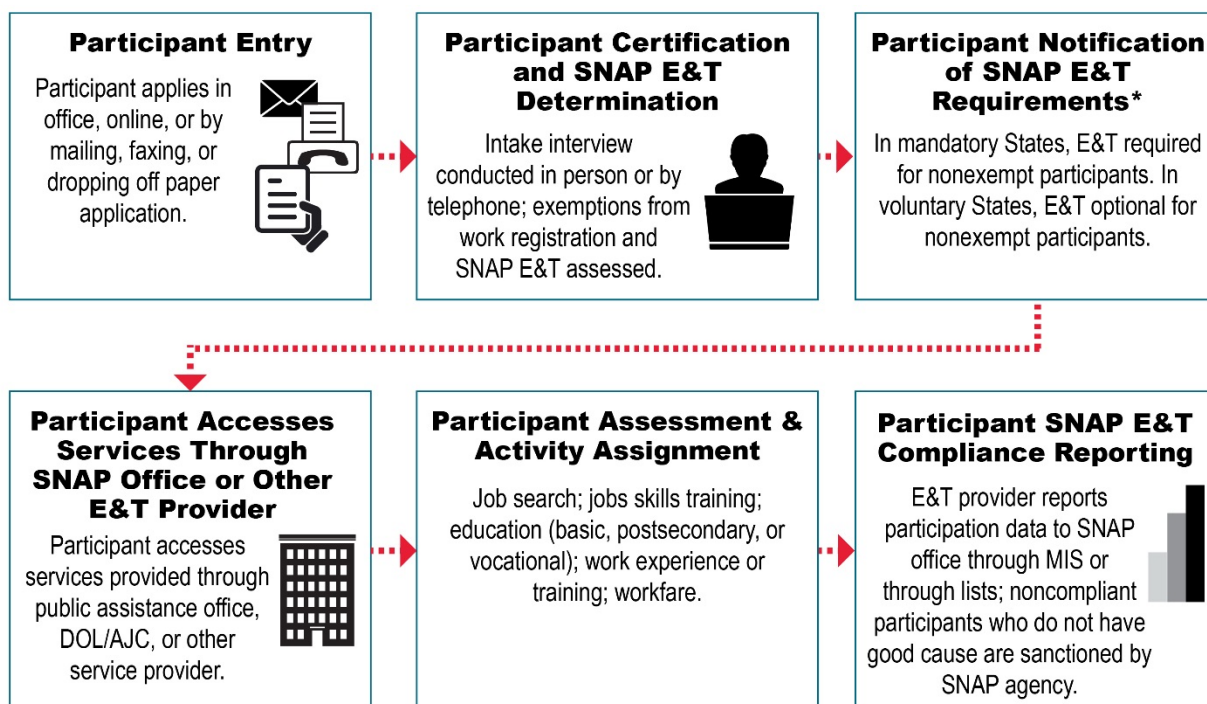 Participant Entry
Participant applies in
office, online, or by
mailing, faxing, or
dropping off paper
application.
Participant Certification
and SNAP E&T
Determination
Intake interview
conducted in person or by
telephone; exemptions from
work registration and
SNAP E&T assessed.
Participant Notification
of SNAP E&T
Requirements*
In mandatory States, E&T required
for nonexempt participants. In
voluntary States, E&T optional for
nonexempt participants.
Participant Accesses
Services Through
SNAP Office or Other
E&T Provider
Participant accesses
services provided through
public assistance office,
DOL/AJC, or other
service provider.
Participant Assessment &
Activity Assignment
Job search; jobs skills training;
education (basic, postsecondary, or
vocational); work experience or
training; workfare.
Participant SNAP E&T
Compliance Reporting
E&T provider reports
participation data to SNAP
office through MIS or
through lists; noncompliant
participants who do not have
good cause are sanctioned by
SNAP agency.